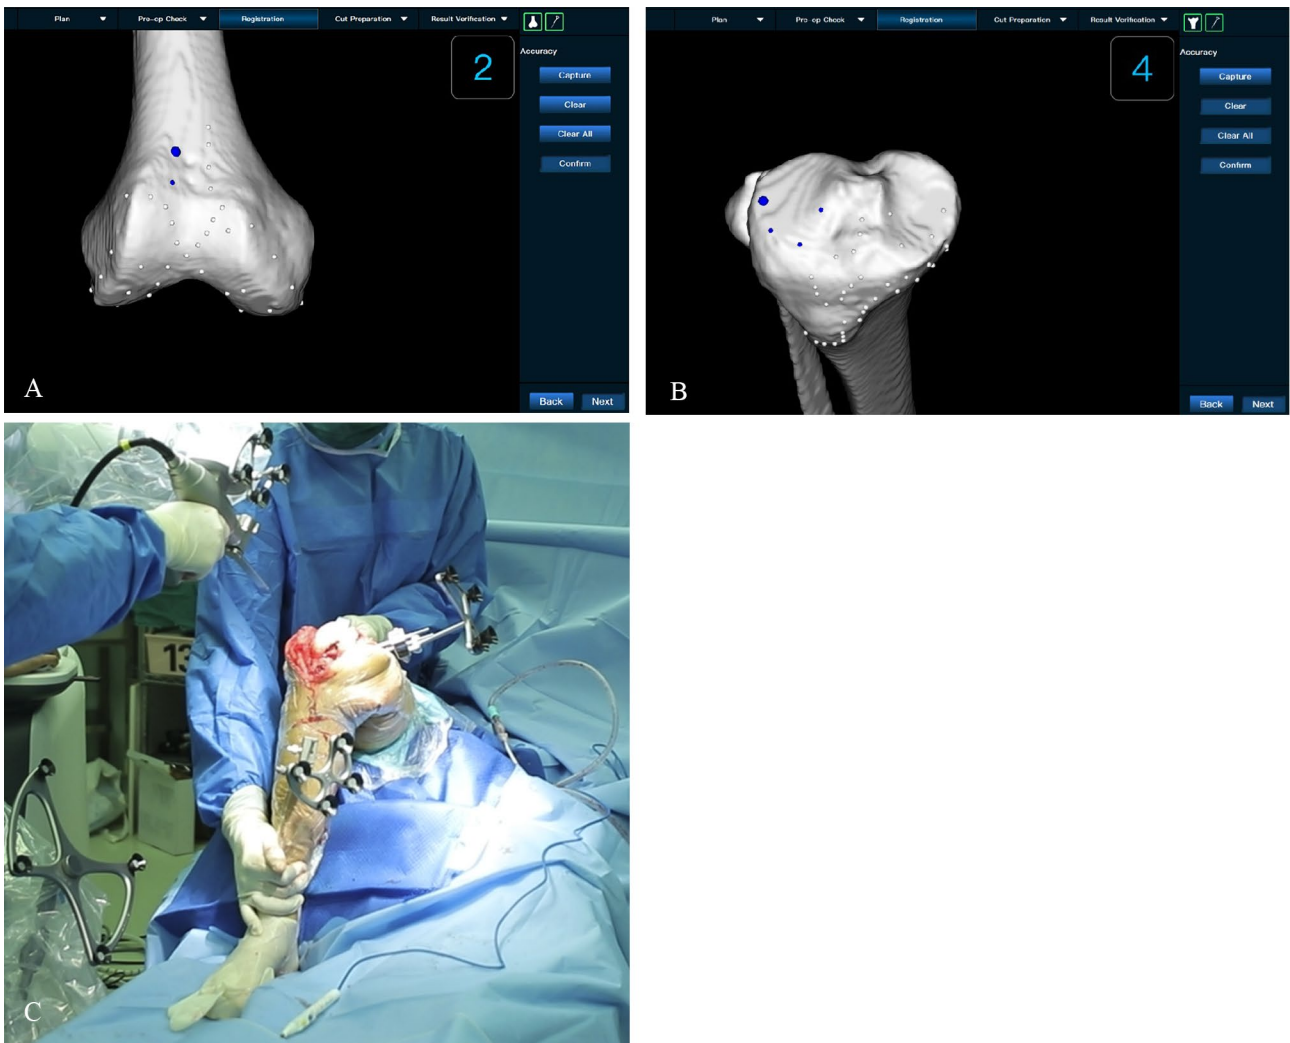 Plan Pre-op Check Registration Cut Preparation Result Verification
2
Accuracy
Capture
Clear
Clear All
Confirm
Back Next
A
Plan Pre-op Check Registration Cut Preparation Result Verification
4
Accuracy
Capture
Clear
Clear All
Confirm
Back Next
B
13
C